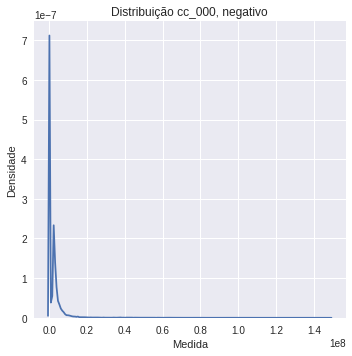 Distribuição cc_000, negativo
1e−7
7
6
5
4
3
2
1
0
Densidade
0.0 0.2 0.4 0.6 0.8 1.0 1.2 1.4
1e8
Medida